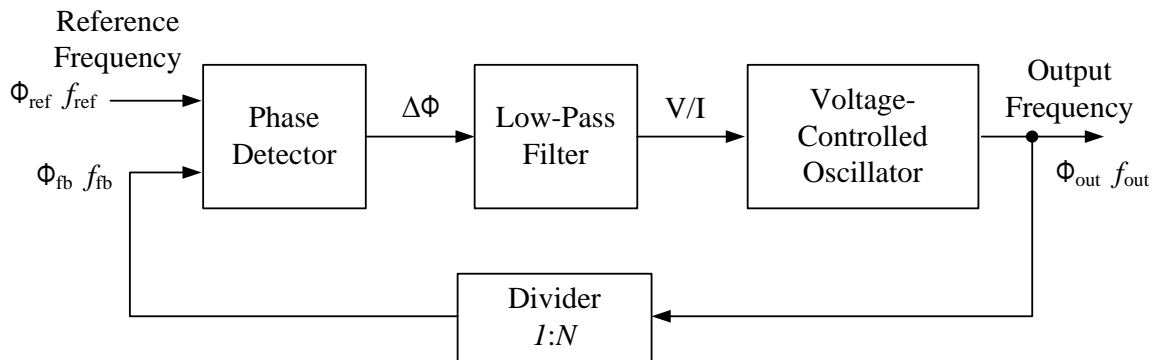 Reference
Frequency
Φref fref
Φfb ffb
Phase
Detector
ΔΦ
Low-Pass
Filter
V/I
Voltage-
Controlled
Oscillator
Output
Frequency
Φout fout
Divider
1:N